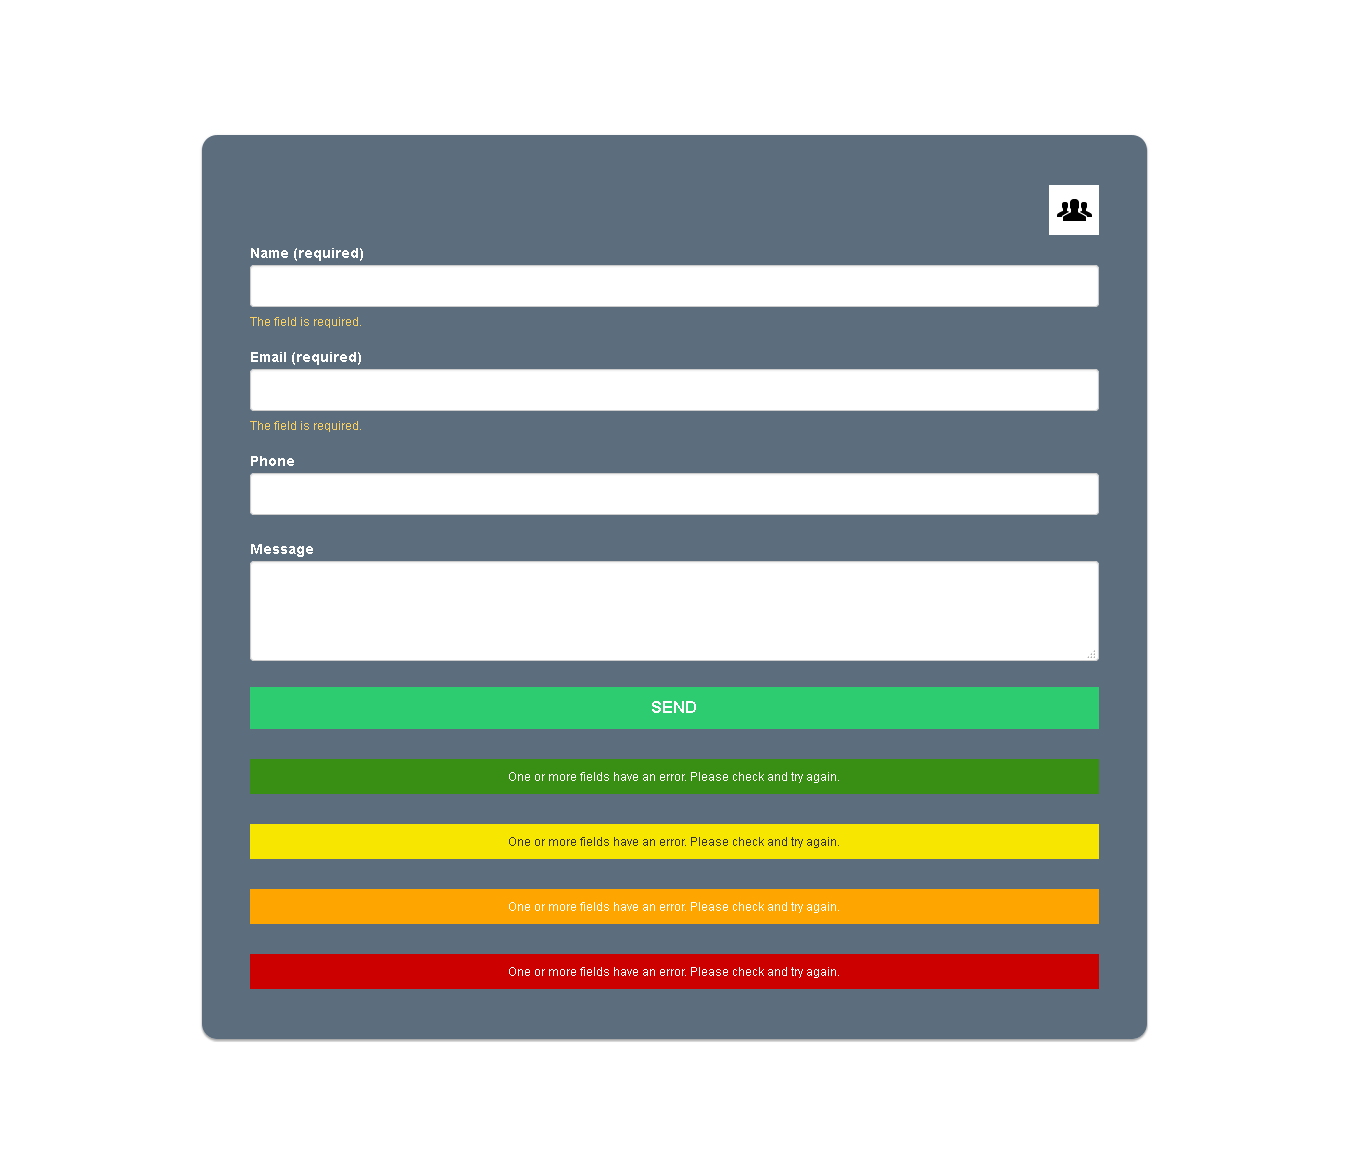 Name (required)
The field is required.
Email (required)
The field is required.
Phone
Message
SEND
One or more fields have an error. Please check and try again.
One or more fields have an error. Please check and try again.
One or more fields have an error. Please check and try again.
One or more fields have an error. Please check and try again.